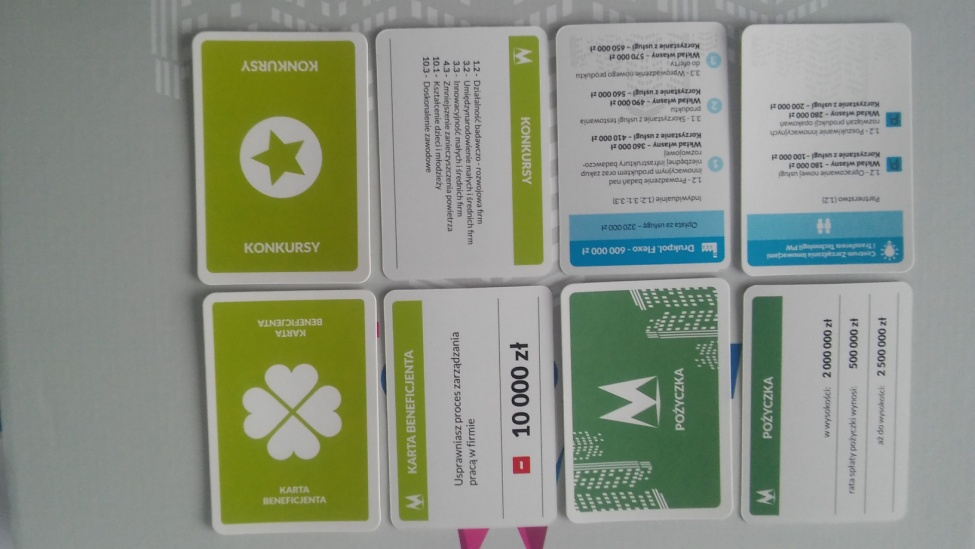 KONKURSY
KONKURSY
KONKURSY
1.2 - Działalność badawczo - rozwojowa firm
3.2 - Umiędzynarodowienie małych i średnich firm
3.3 - Innowacyjność małych i średnich firm
4.3 - Zmniejszenie zanieczyszczenia powietrza
10.1 - Kształcenie dzieci i młodzieży
10.3 - Doskonalenie zawodowe
Drukpol. Flexo - 600 000 zł
Opłata za usługę - 320 000 zł
Indywidualnie (1.2; 3.1; 3.3)
1
1.2 - Prowadzenie badań nad
innowacyjnym produktem oraz zakup
niezbędnej infrastruktury badawczo-
rozwojowej
Wkład własny - 360 000 zł
Korzystanie z usługi - 410 000 zł
2
3.1 - Skorzystanie z usługi testowania
produktu
Wkład własny - 490 000 zł
Korzystanie z usługi - 560 000 zł
3
3.3 - Wprowadzenie nowego produktu
do oferty
Wkład własny - 570 000 zł
Korzystanie z usługi - 650 000 zł
Centrum Zarządzania Innowacjami
i Transferem Technologii PW
Partnerstwo (1.2)
1.2 - Opracowanie nowej usługi
Wkład własny - 180 000 zł
Korzystanie z usługi - 100 000 zł
1.2 - Poszukiwanie innowacyjnych
rozwiązań produkcji opakowań
Wkład własny - 280 000 zł
Korzystanie z usługi - 200 000 zł
KARTA
BENEFICJENTA
KARTA
BENEFICJENTA
KARTA BENEFICJENTA
Usprawniasz proces zarządzania
pracą w firmie
- 10 000 zł
POŻYCZKA
POŻYCZKA
w wysokości: 2 000 000 zł
rata spłaty pożyczki wynosi: 500 000 zł
aż do wysokości: 2 500 000 zł